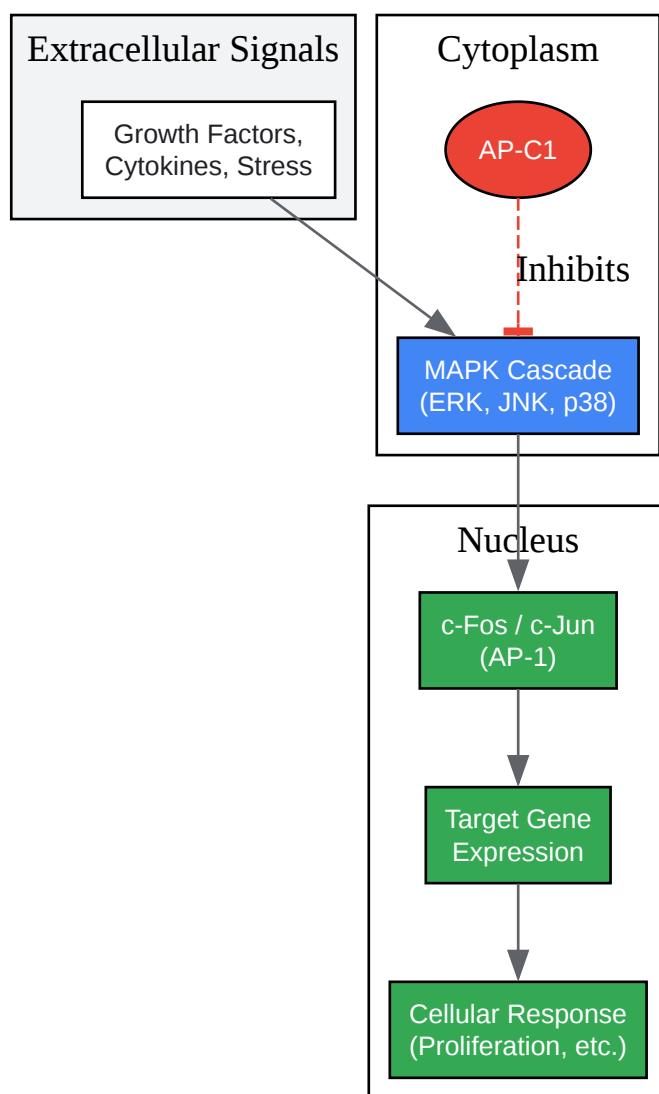 Extracellular Signals
Growth Factors,
Cytokines, Stress
Cytoplasm
AP-C1
Inhibits
MAPK Cascade
(ERK, JNK, p38)
Nucleus
c-Fos / c-Jun
(AP-1)
Target Gene
Expression
Cellular Response
(Proliferation, etc.)